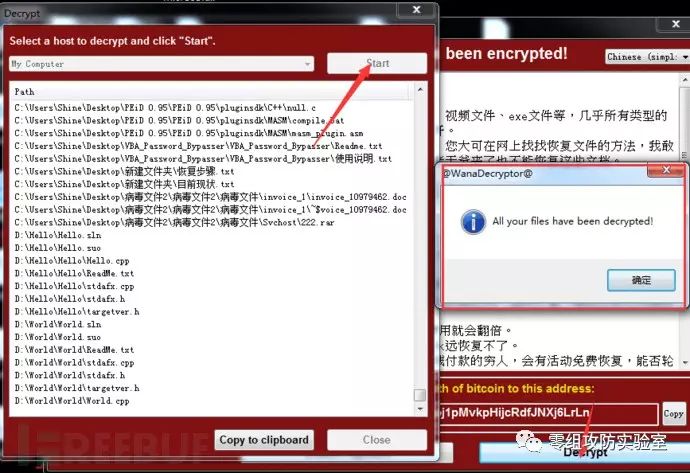 Decrypt
Select a host to decrypt and click "Start".
My Computer
Start
Path
C:\Users\Shine\Desktop\PEiD 0.95\PEiD 0.95\pluginsdk\C++\null.c
C:\Users\Shine\Desktop\PEiD 0.95\PEiD 0.95\pluginsdk\MASM\compile.bat
C:\Users\Shine\Desktop\PEiD 0.95\PEiD 0.95\pluginsdk\MASM\masm_plugin.asm
C:\Users\Shine\Desktop\VBA_Password_Bypasser\VBA_Password_Bypasser\Readme.txt
C:\Users\Shine\Desktop\VBA_Password_Bypasser\VBA_Password_Bypasser\使用说明.txt
C:\Users\Shine\Desktop\新建文件夹\恢复步骤.txt
C:\Users\Shine\Desktop\新建文件夹\目前现状.txt
C:\Users\Shine\Desktop\病毒文件2\病毒文件2\病毒文件\invoice_1\invoice_10979462.doc
C:\Users\Shine\Desktop\病毒文件2\病毒文件2\病毒文件\invoice_1\~$voice_10979462.doc
C:\Users\Shine\Desktop\病毒文件2\病毒文件2\病毒文件\Svchost\222.rar
D:\Hello\Hello.sln
D:\Hello\Hello.suo
D:\Hello\Hello\Hello.cpp
D:\Hello\Hello\ReadMe.txt
D:\Hello\Hello\stdafx.cpp
D:\Hello\Hello\stdafx.h
D:\Hello\Hello\targetver.h
D:\World\World.sln
D:\World\World.suo
D:\World\World\ReadMe.txt
D:\World\World\stdafx.cpp
D:\World\World\stdafx.h
D:\World\World\targetver.h
D:\World\World\World.cpp
Copy to clipboard
Close
been encrypted!
Chinese (simpl:
视频文件、exe文件等，几乎所有类型的
。
您大可在网上找找恢复文件的方法，我敢
@WanaDecryptor@
All your files have been decrypted!
确定
用就会翻倍。
远恢复不了。
钱付款的穷人，会有活动免费恢复，能否轮
th of bitcoin to this address:
j1pMvkpHijcRdfJNXj6LrLn
Copy
Decrypt
零组攻防实验室
REEBUF